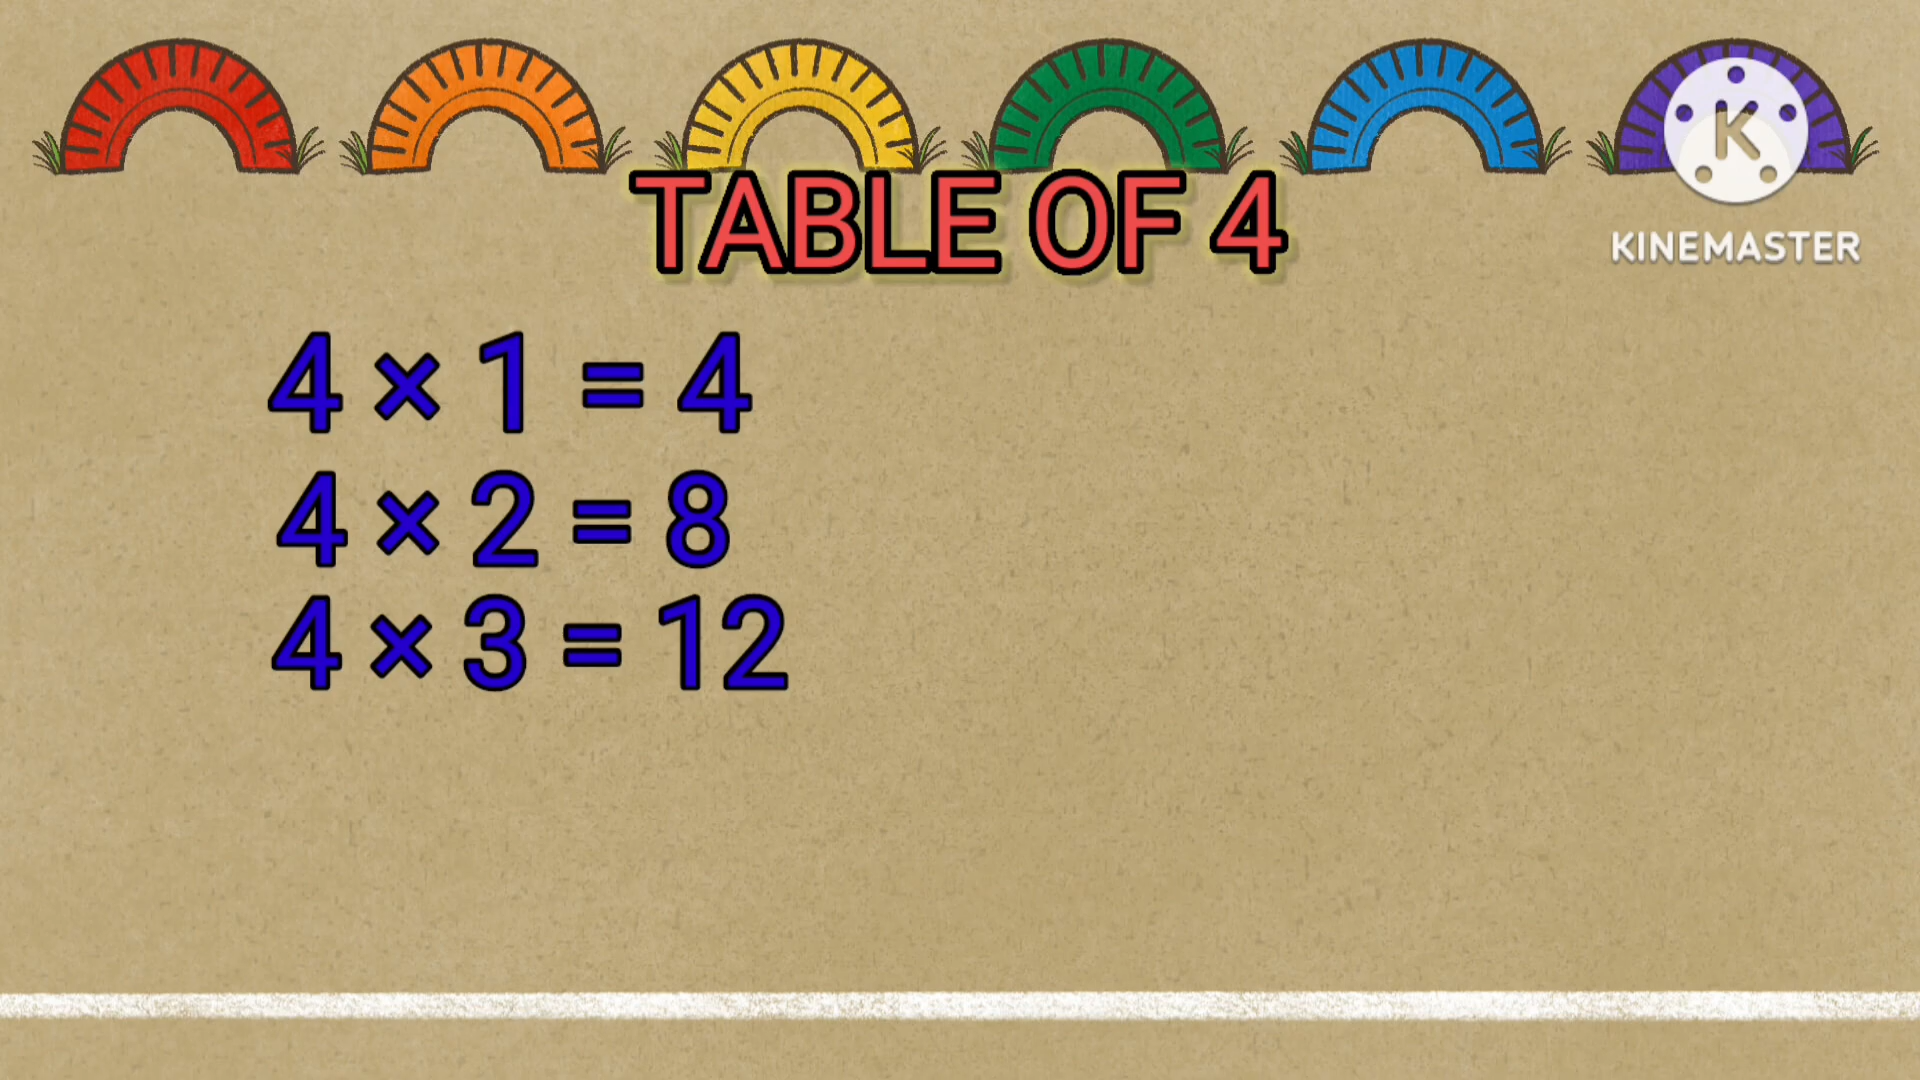 K
KINEMASTER
TABLE OF 4
4 × 1 = 4
4 × 2 = 8
4 × 3 = 12